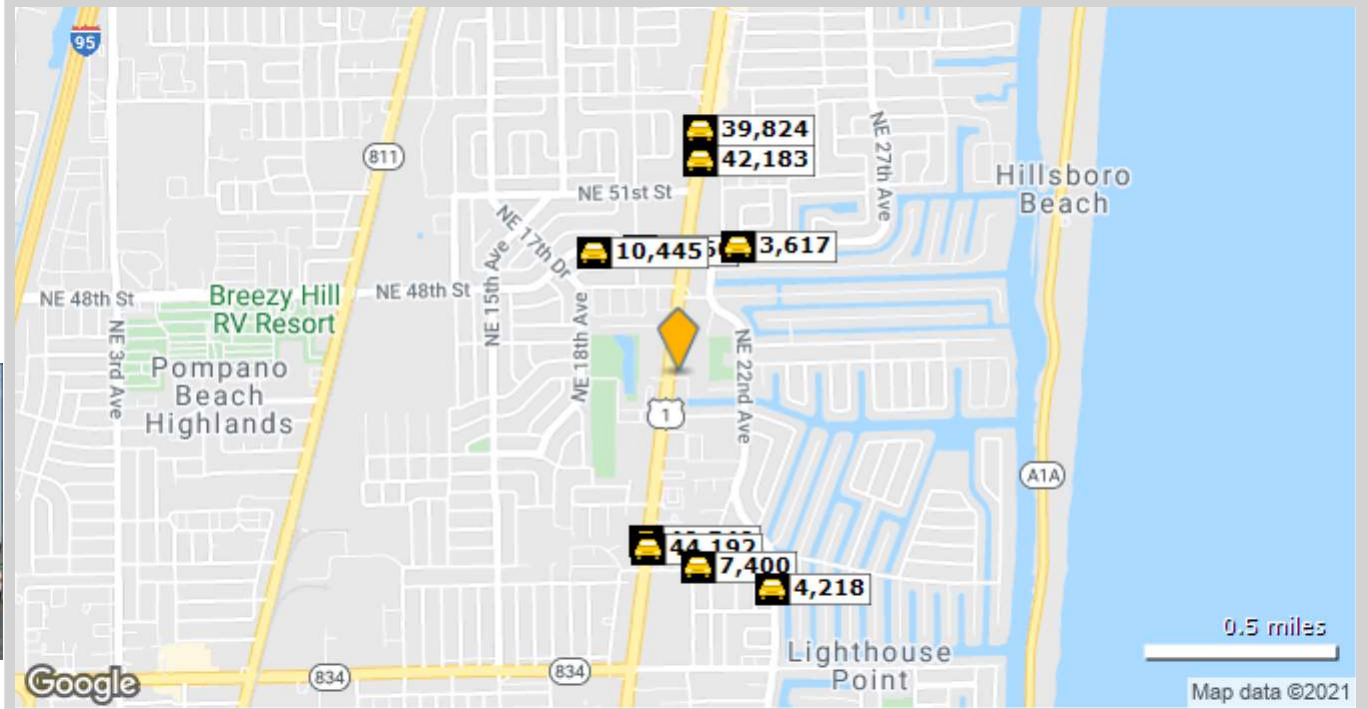 95
39,824
811
42,183
NE 27th Ave
Hillsboro
Beach
NE 51st St
NE 17th Dr
10,445
3,617
NE 15th Ave
NE 48th St
NE 48th St
Breezy Hill
RV Resort
NE 18th Ave
NE 3rd Ave
NE 22nd Ave
Pompano
Beach
Highlands
1
A1A
44,192
7,400
4,218
0.5 miles
Lighthouse
Point
834
834
Google
Map data ©2021